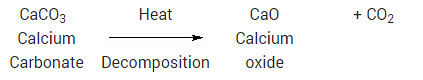 CaCO₃ Heat CaO + CO₂
Calcium Calcium
Carbonate Decomposition oxide